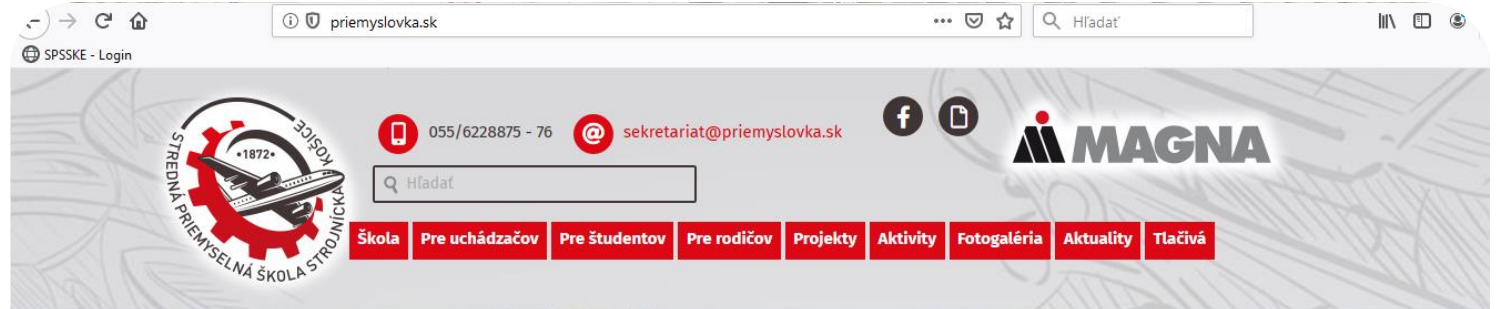 priemyslovka.sk
Hľadať
SPSSKE - Login
STREDNÁ PRIEMYSELNÁ ŠKOLA STROJNÍCKA KOŠICE
•1872•
055/6228875 - 76
sekretariat@priemyslovka.sk
MAGNA
Hľadať
Škola Pre uchádzačov Pre študentov Pre rodičov Projekty Aktivity Fotogaléria Aktuality Tlačivá